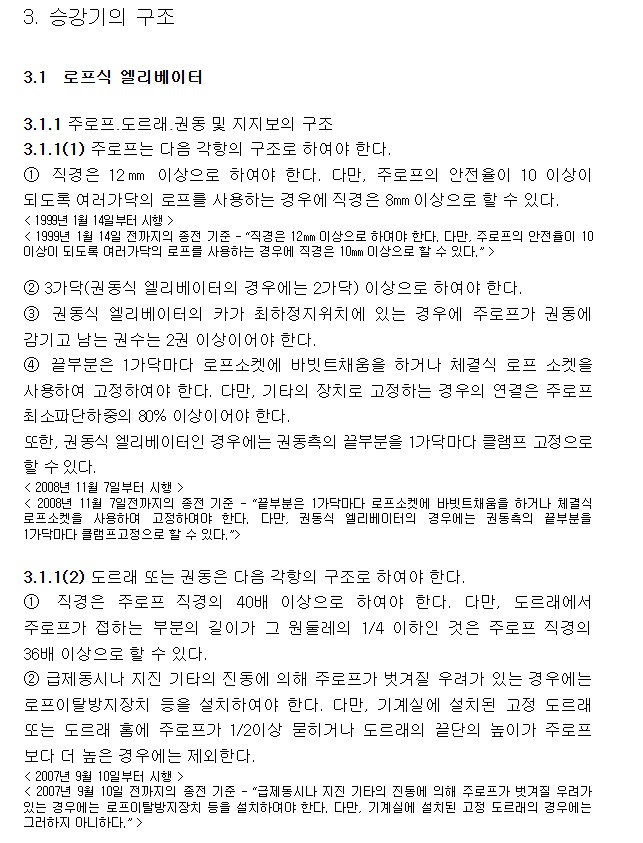 3. 승강기의 구조
3.1 로프식 엘리베이터
3.1.1 주로프.도르래.권동 및 지지보의 구조
3.1.1(1) 주로프는 다음 각항의 구조로 하여야 한다.
① 직경은 12㎜ 이상으로 하여야 한다. 다만, 주로프의 안전율이 10 이상이
되도록 여러가닥의 로프를 사용하는 경우에 직경은 8㎜ 이상으로 할 수 있다.
< 1999년 1월 14일부터 시행 >
< 1999년 1월 14일 전까지의 종전 기준 - “직경은 12㎜ 이상으로 하여야 한다. 다만, 주로프의 안전율이 10
이상이 되도록 여러가닥의 로프를 사용하는 경우에 직경은 10㎜ 이상으로 할 수 있다.” >
② 3가닥(권동식 엘리베이터의 경우에는 2가닥) 이상으로 하여야 한다.
③ 권동식 엘리베이터의 카가 최하정지위치에 있는 경우에 주로프가 권동에
감기고 남는 권수는 2권 이상이어야 한다.
④ 끝부분은 1가닥마다 로프소켓에 바빗트채움을 하거나 체결식 로프 소켓을
사용하여 고정하여야 한다. 다만, 기타의 장치로 고정하는 경우의 연결은 주로프
최소파단하중의 80% 이상이어야 한다.
또한, 권동식 엘리베이터인 경우에는 권동측의 끝부분을 1가닥마다 클램프 고정으로
할 수 있다.
< 2008년 11월 7일부터 시행 >
< 2008년 11월 7일전까지의 종전 기준 - “끝부분은 1가닥마다 로프소켓에 바빗트채움을 하거나 체결식
로프소켓을 사용하여 고정하여야 한다. 다만, 권동식 엘리베이터의 경우에는 권동측의 끝부분을
1가닥마다 클램프고정으로 할 수 있다.”>
3.1.1(2) 도르래 또는 권동은 다음 각항의 구조로 하여야 한다.
① 직경은 주로프 직경의 40배 이상으로 하여야 한다. 다만, 도르래에서
주로프가 접하는 부분의 길이가 그 원둘레의 1/4 이하인 것은 주로프 직경의
36배 이상으로 할 수 있다.
② 급제동시나 지진 기타의 진동에 의해 주로프가 벗겨질 우려가 있는 경우에는
로프이탈방지장치 등을 설치하여야 한다. 다만, 기계실에 설치된 고정 도르래
또는 도르래 홈에 주로프가 1/2이상 묻히거나 도르래의 끝단의 높이가 주로프
보다 더 높은 경우에는 제외한다.
< 2007년 9월 10일부터 시행 >
< 2007년 9월 10일 전까지의 종전 기준 - “급제동시나 지진 기타의 진동에 의해 주로프가 벗겨질 우려가
있는 경우에는 로프이탈방지장치 등을 설치하여야 한다. 다만, 기계실에 설치된 고정 도르래의 경우에는
그러하지 아니하다.” >